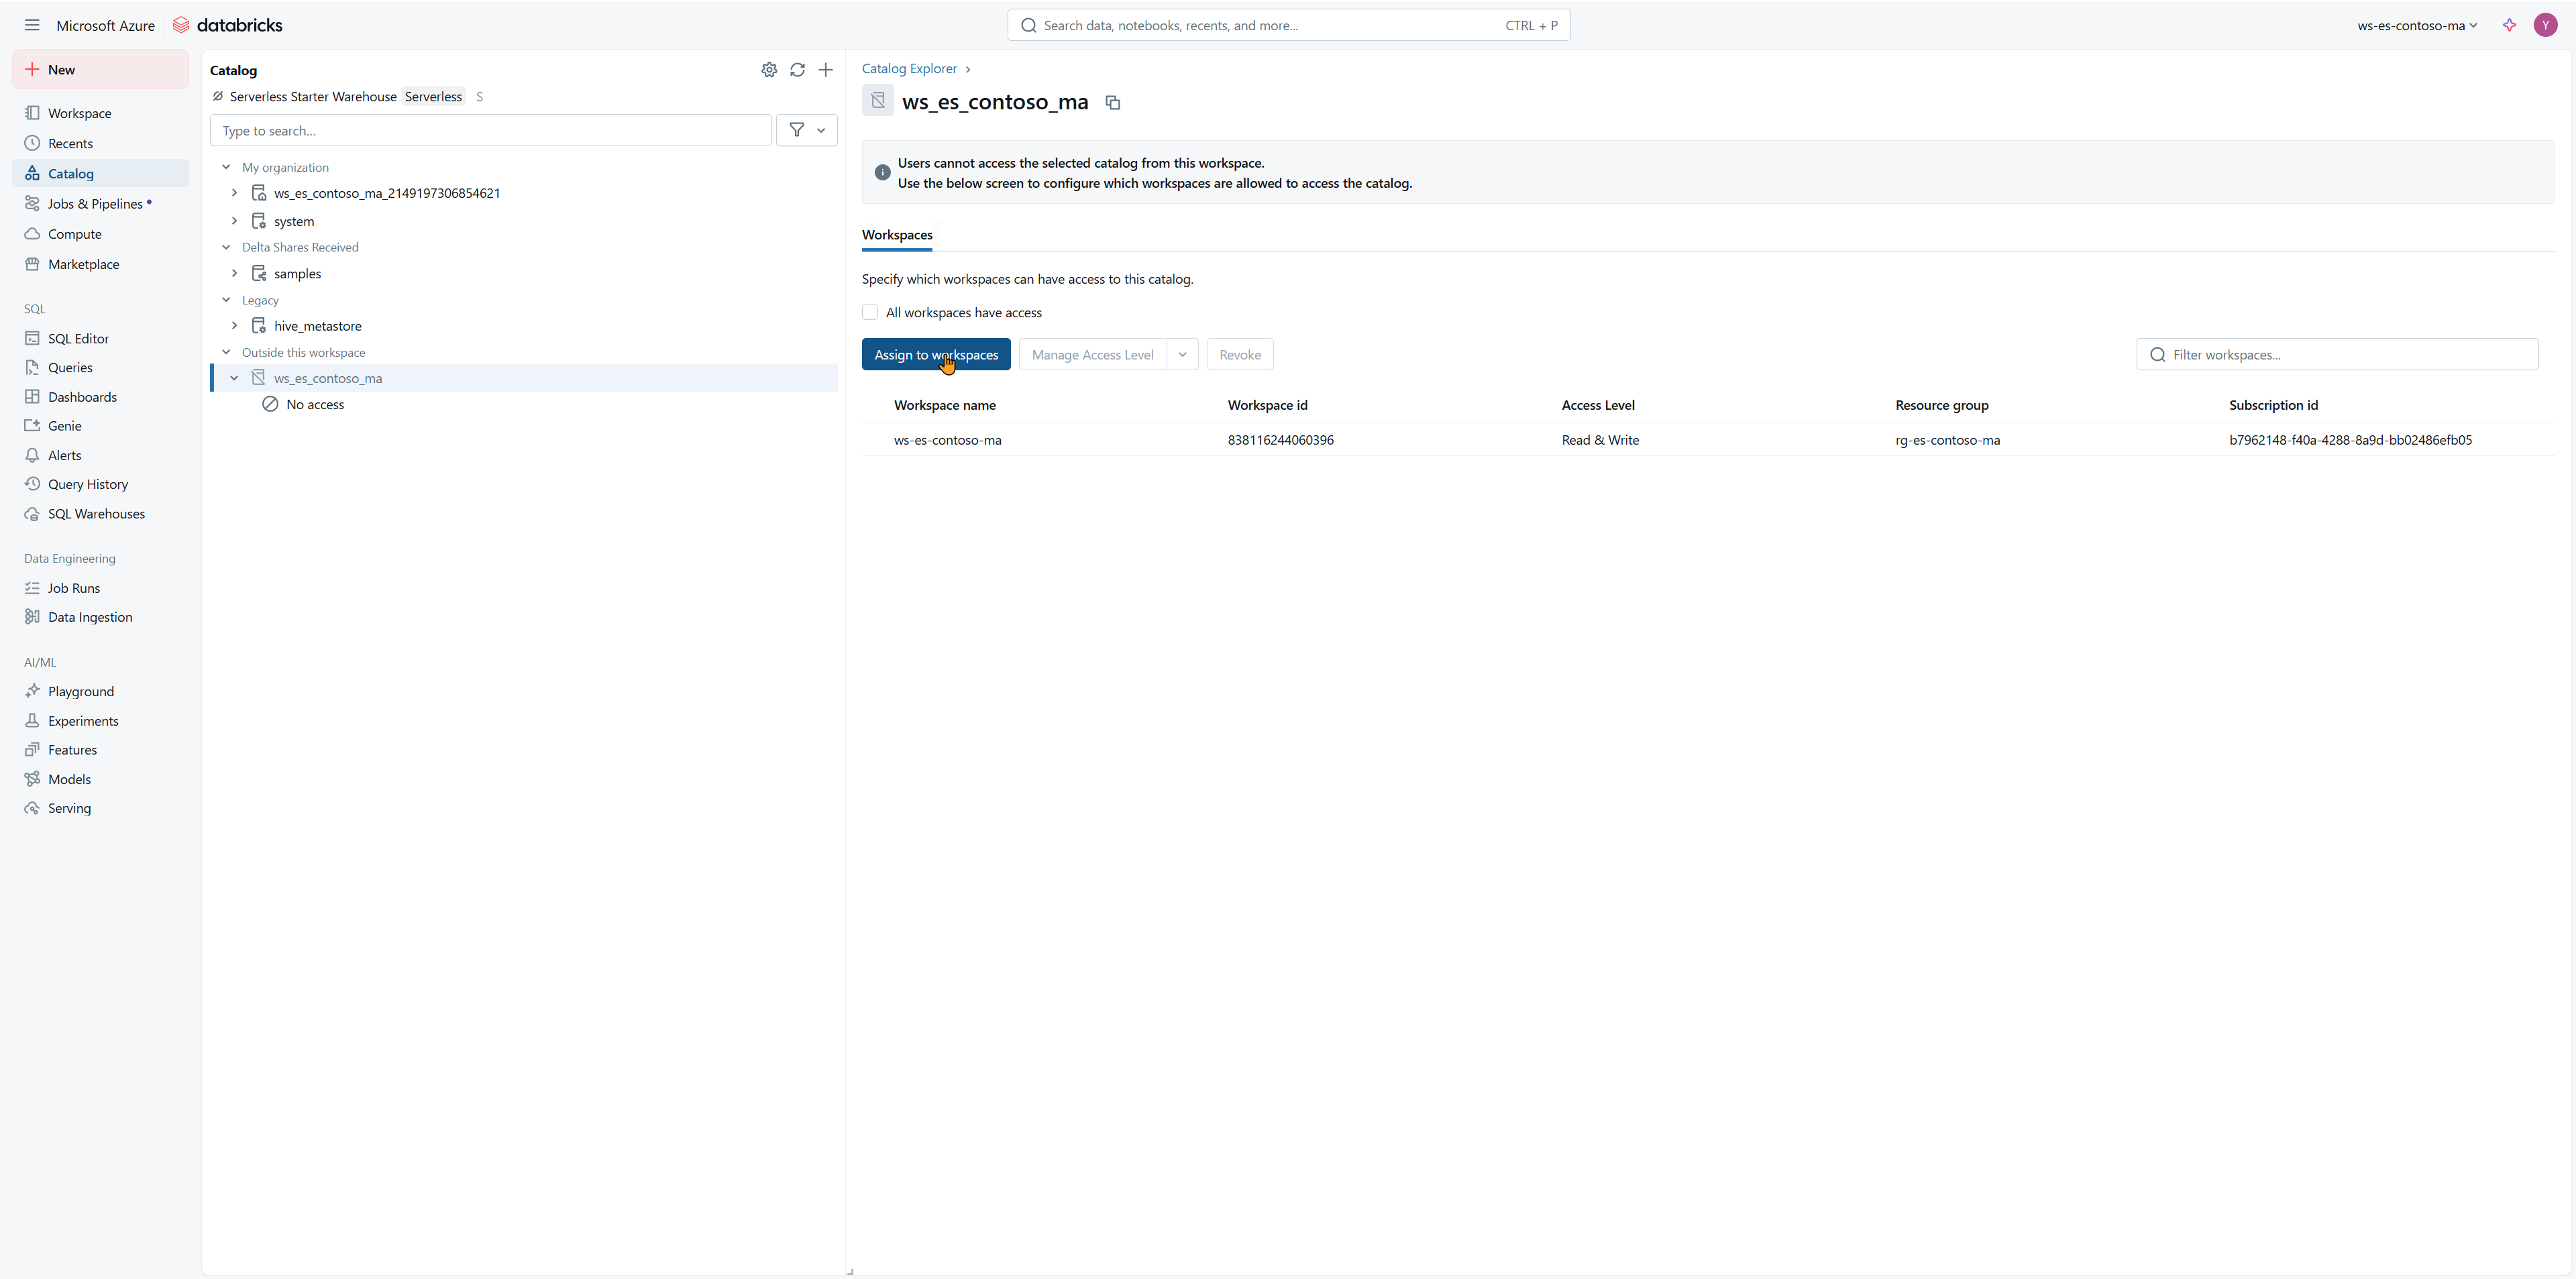 Microsoft Azure databricks
Search data, notebooks, recents, and more... CTRL + P
ws-es-contoso-ma
Y
New
Workspace
Recents
Catalog
Jobs & Pipelines
Compute
Marketplace
SQL
SQL Editor
Queries
Dashboards
Genie
Alerts
Query History
SQL Warehouses
Data Engineering
Job Runs
Data Ingestion
AI/ML
Playground
Experiments
Features
Models
Serving
Catalog
Serverless Starter Warehouse Serverless S
Type to search...
My organization
ws_es_contoso_ma_2149197306854621
system
Delta Shares Received
samples
Legacy
hive_metastore
Outside this workspace
ws_es_contoso_ma
No access
Catalog Explorer
ws_es_contoso_ma
Users cannot access the selected catalog from this workspace.
Use the below screen to configure which workspaces are allowed to access the catalog.
Workspaces
Specify which workspaces can have access to this catalog.
All workspaces have access
Assign to workspaces Manage Access Level Revoke Filter workspaces...
Workspace name Workspace id Access Level Resource group Subscription id
ws-es-contoso-ma 838116244060396 Read & Write rg-es-contoso-ma b7962148-f40a-4288-8a9d-bb02486efb05